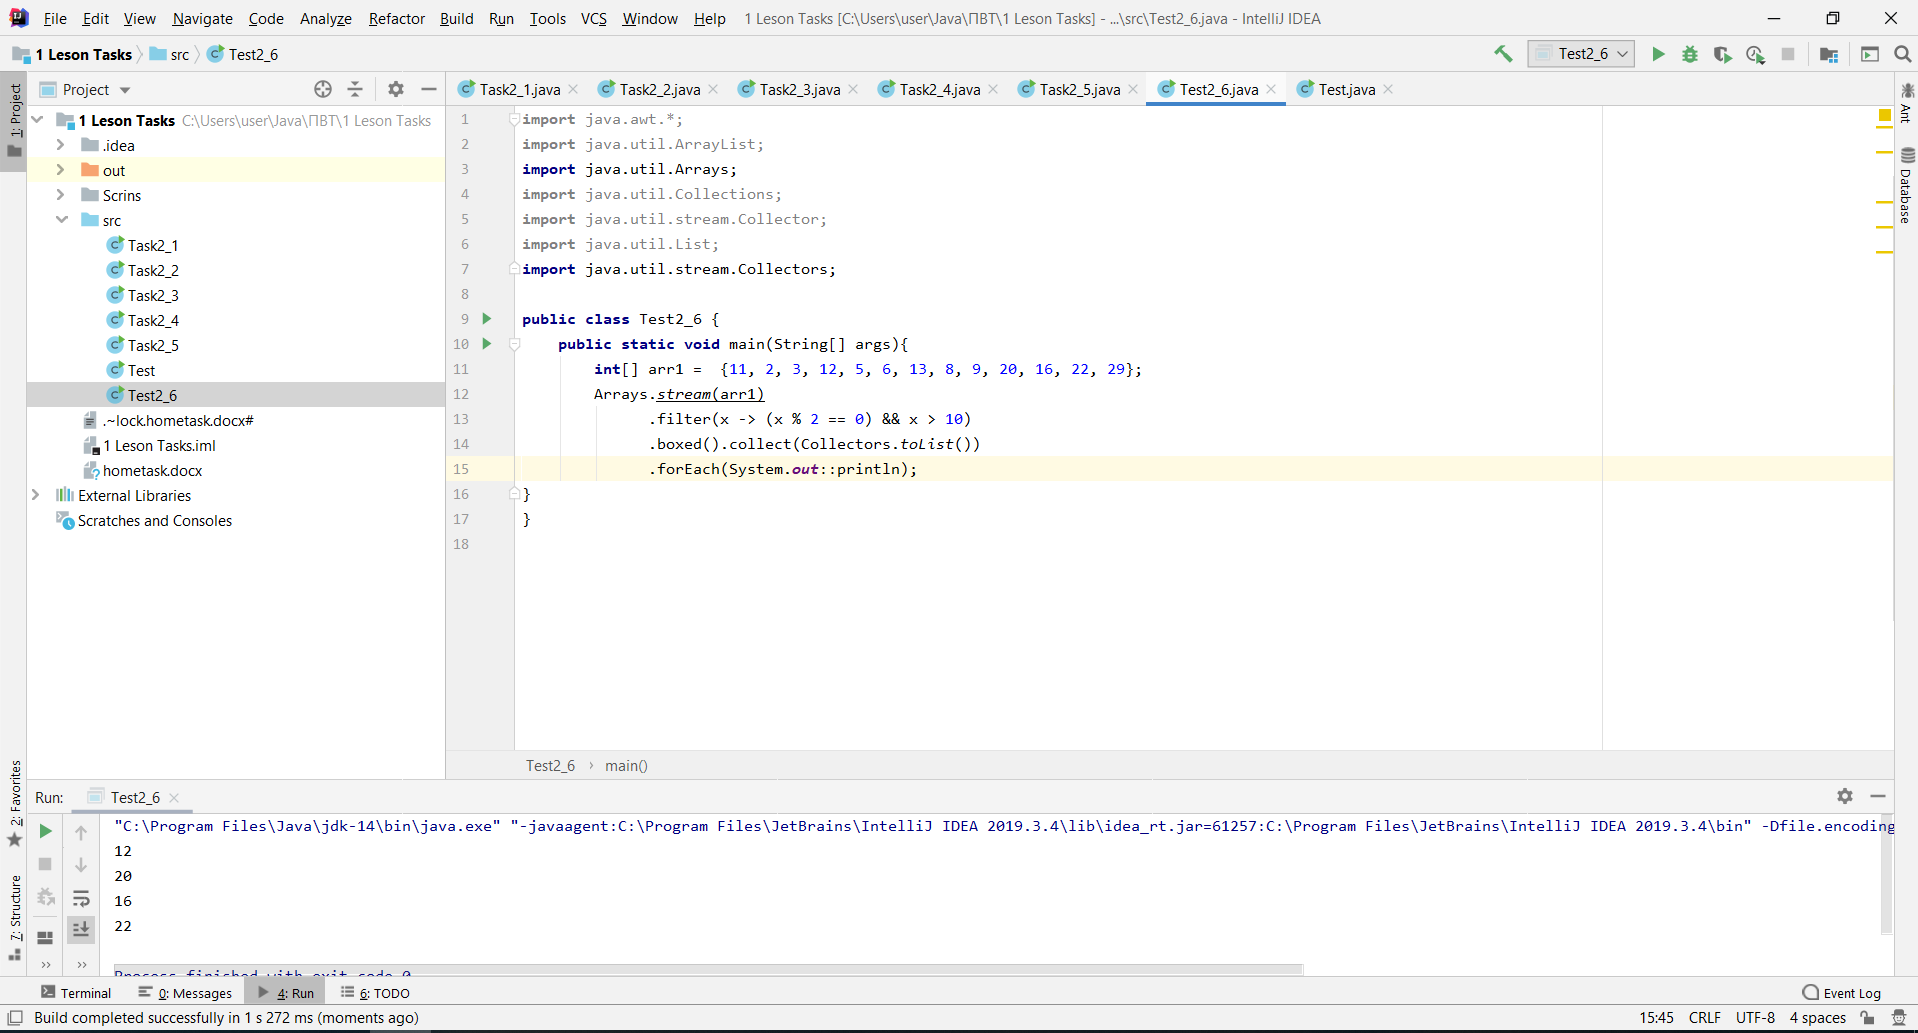 File Edit View Navigate Code Analyze Refactor Build Run Tools VCS Window Help 1 Leson Tasks [C:\Users\user\Java\ПВТ\1 Leson Tasks] - ...\src\Test2_6.java - IntelliJ IDEA
1 Leson Tasks src Test2_6 Test2_6
Project Task2_1.java Task2_2.java Task2_3.java Task2_4.java Task2_5.java Test2_6.java Test.java
1: Project
2: Favorites
7: Structure
Ant
Database
1 Leson Tasks C:\Users\user\Java\ПВТ\1 Leson Tasks
.idea
out
Scrins
src
Task2_1
Task2_2
Task2_3
Task2_4
Task2_5
Test
Test2_6
.~lock.hometask.docx#
1 Leson Tasks.iml
hometask.docx
External Libraries
Scratches and Consoles
1 import java.awt.*;
2 import java.util.ArrayList;
3 import java.util.Arrays;
4 import java.util.Collections;
5 import java.util.stream.Collector;
6 import java.util.List;
7 import java.util.stream.Collectors;
8
9 public class Test2_6 {
10 public static void main(String[] args){
11 int[] arr1 = {11, 2, 3, 12, 5, 6, 13, 8, 9, 20, 16, 22, 29};
12 Arrays.stream(arr1)
13 .filter(x -> (x % 2 == 0) && x > 10)
14 .boxed().collect(Collectors.toList())
15 .forEach(System.out::println);
16 }
17 }
18
Test2_6 › main()
Run: Test2_6
"C:\Program Files\Java\jdk-14\bin\java.exe" "-javaagent:C:\Program Files\JetBrains\IntelliJ IDEA 2019.3.4\lib\idea_rt.jar=61257:C:\Program Files\JetBrains\IntelliJ IDEA 2019.3.4\bin" -Dfile.encoding
12
20
16
22
Process finished with exit code 0
Terminal 0: Messages 4: Run 6: TODO Event Log
Build completed successfully in 1 s 272 ms (moments ago) 15:45 CRLF UTF-8 4 spaces